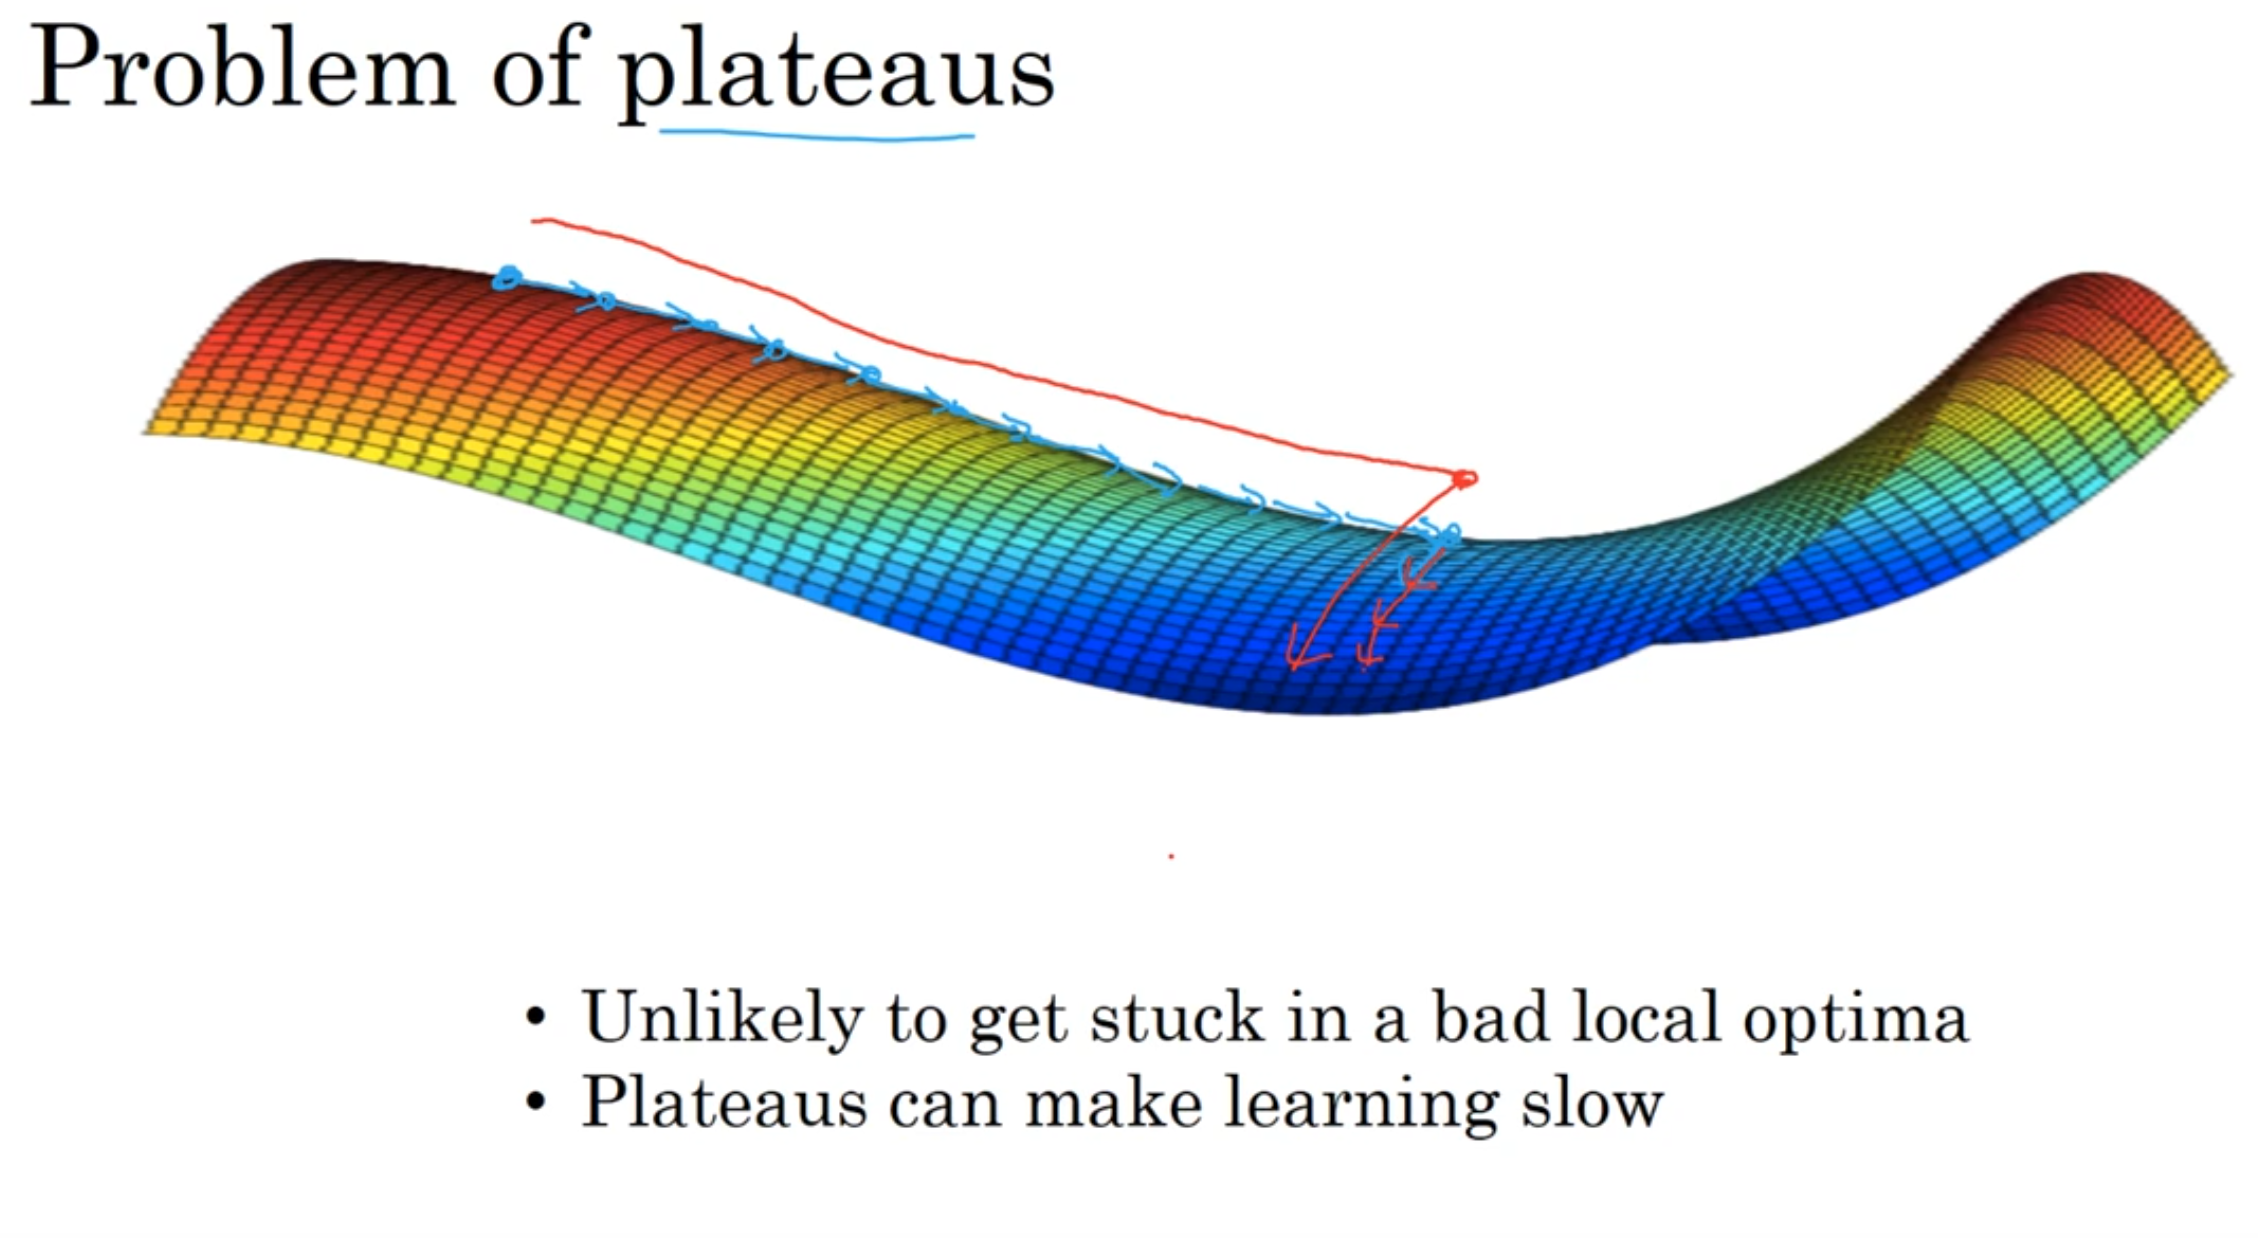 Problem of plateaus
• Unlikely to get stuck in a bad local optima
• Plateaus can make learning slow